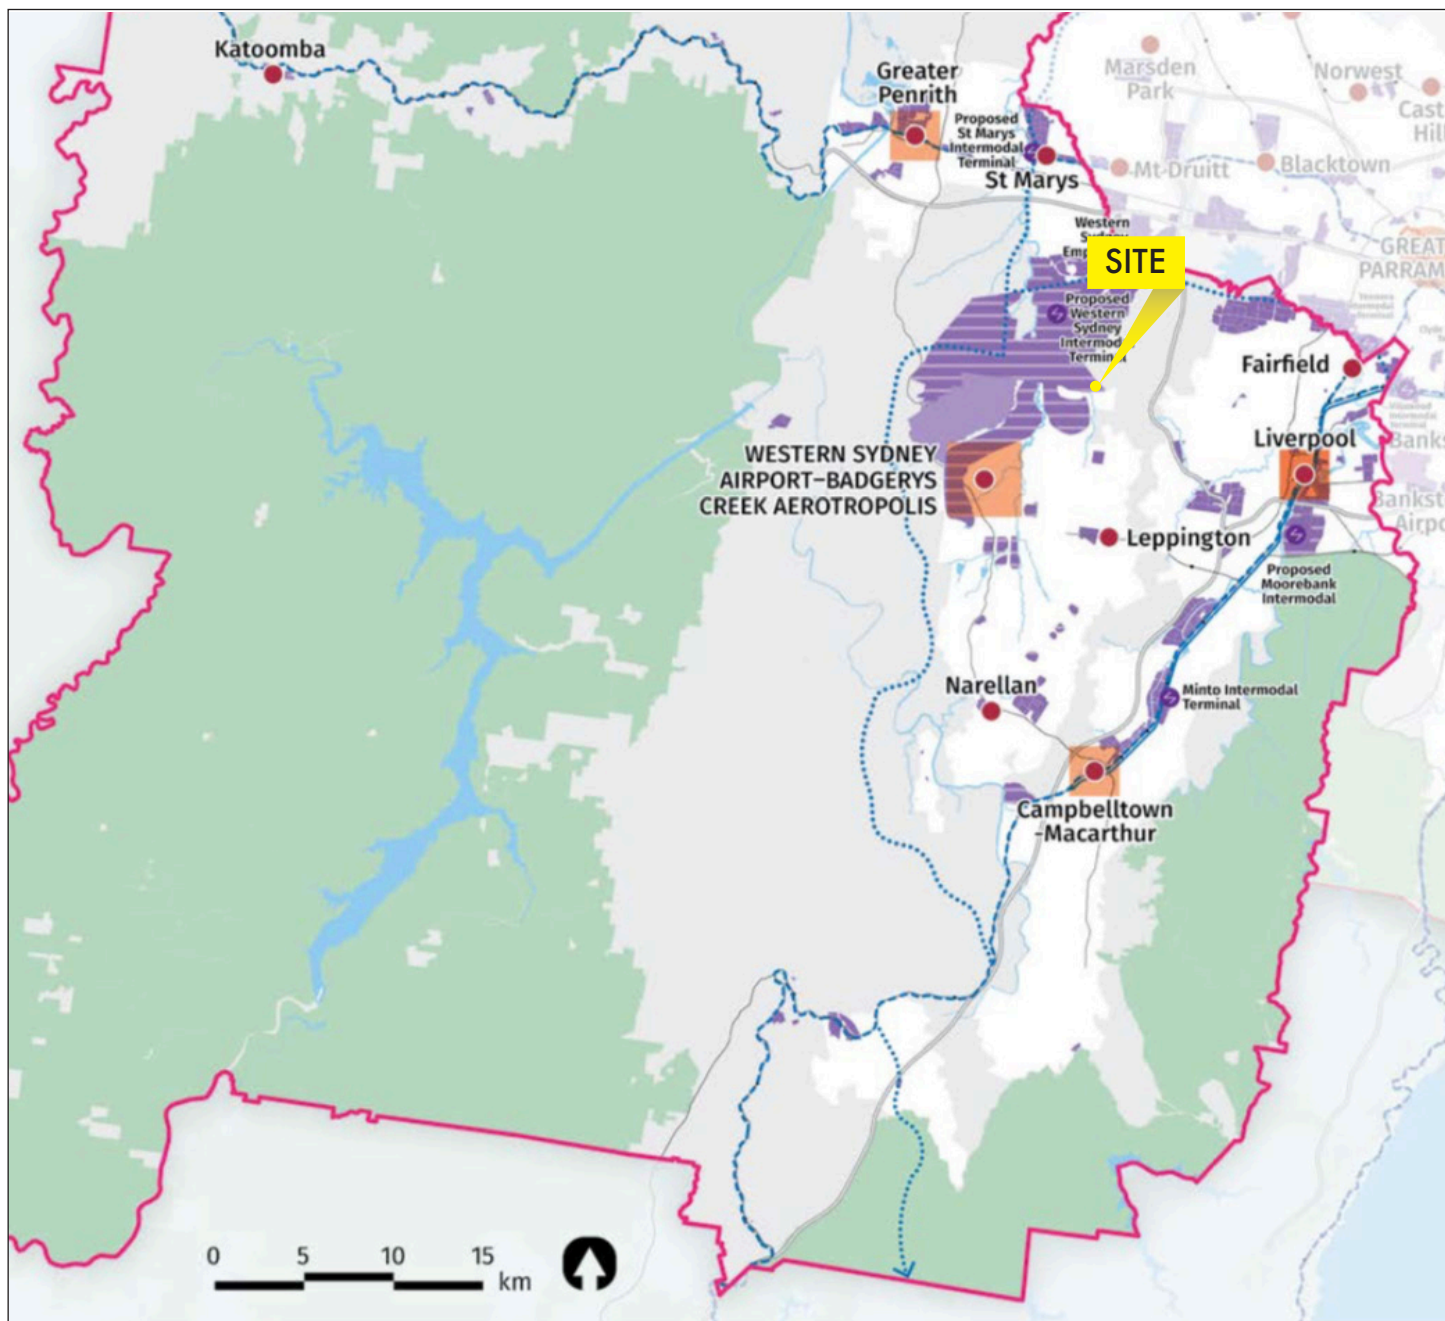 Katoomba
Greater
Penrith
Proposed
St Marys
Intermodal
Terminal
St Marys
Marsden
Park
Norwest
Mt Druitt
Blacktown
Western
SITE
Proposed
Western
Sydney
Terminal
Fairfield
Liverpool
WESTERN SYDNEY
AIRPORT–BADGERYS
CREEK AEROTROPOLIS
Leppington
Proposed
Moorebank
Intermodal
Narellan
Minto Intermodal
Terminal
Campbelltown
-Macarthur
0 5 10 15
km